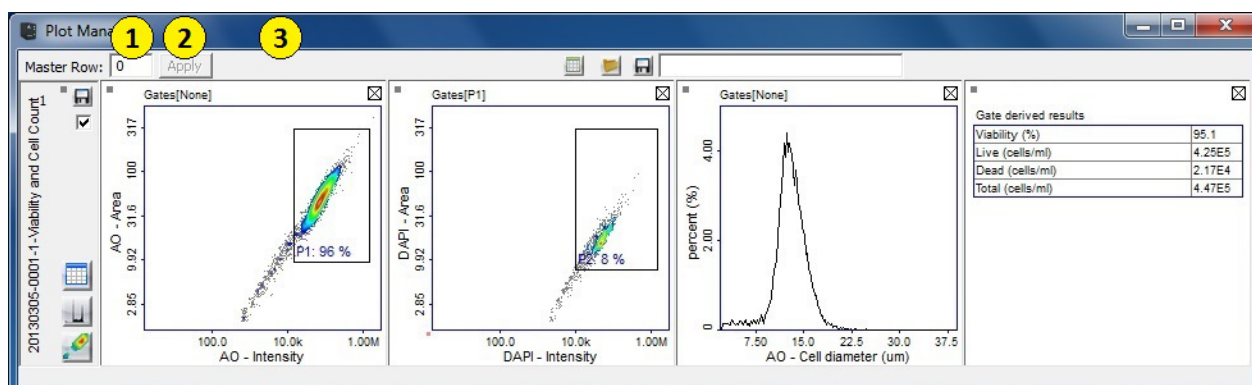 Plot Man
1
2
3
Master Row: 0 Apply
20130305-0001-1-Viability and Cell Count1
Gates[None]
317
100
31.6
9.92
2.85
AO - Area
P1: 96 %
100.0 10.0K 1.00M
AO - Intensity
Gates[P1]
317
100
31.6
9.92
2.85
DAPI - Area
P2: 8 %
100.0 10.0K 1.00M
DAPI - Intensity
Gates[None]
4.00
2.00
0
percent (%)
7.50 15.0 22.5 30.0 37.5
AO - Cell diameter (um)
Gate derived results
Viability (%) 95.1
Live (cells/ml) 4.25E5
Dead (cells/ml) 2.17E4
Total (cells/ml) 4.47E5